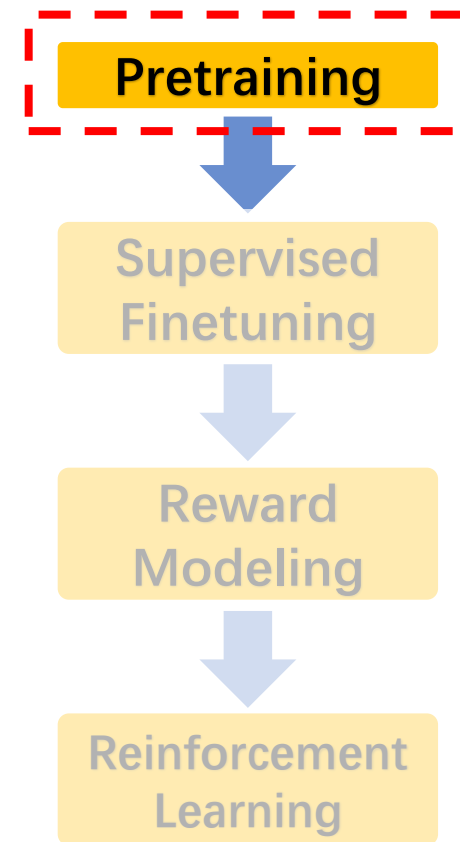 Pretraining
Supervised
Finetuning
Reward
Modeling
Reinforcement
Learning